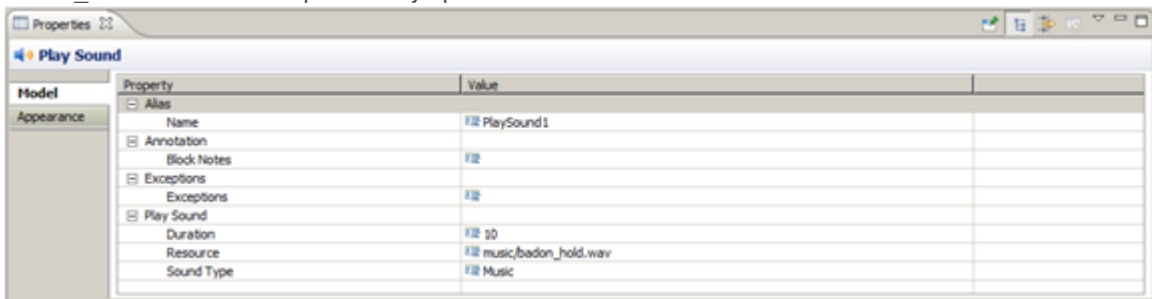 Properties
Play Sound
Model
Appearance
Property Value
Alias
Name PlaySound1
Annotation
Block Notes
Exceptions
Exceptions
Play Sound
Duration 10
Resource music/badon_hold.wav
Sound Type Music